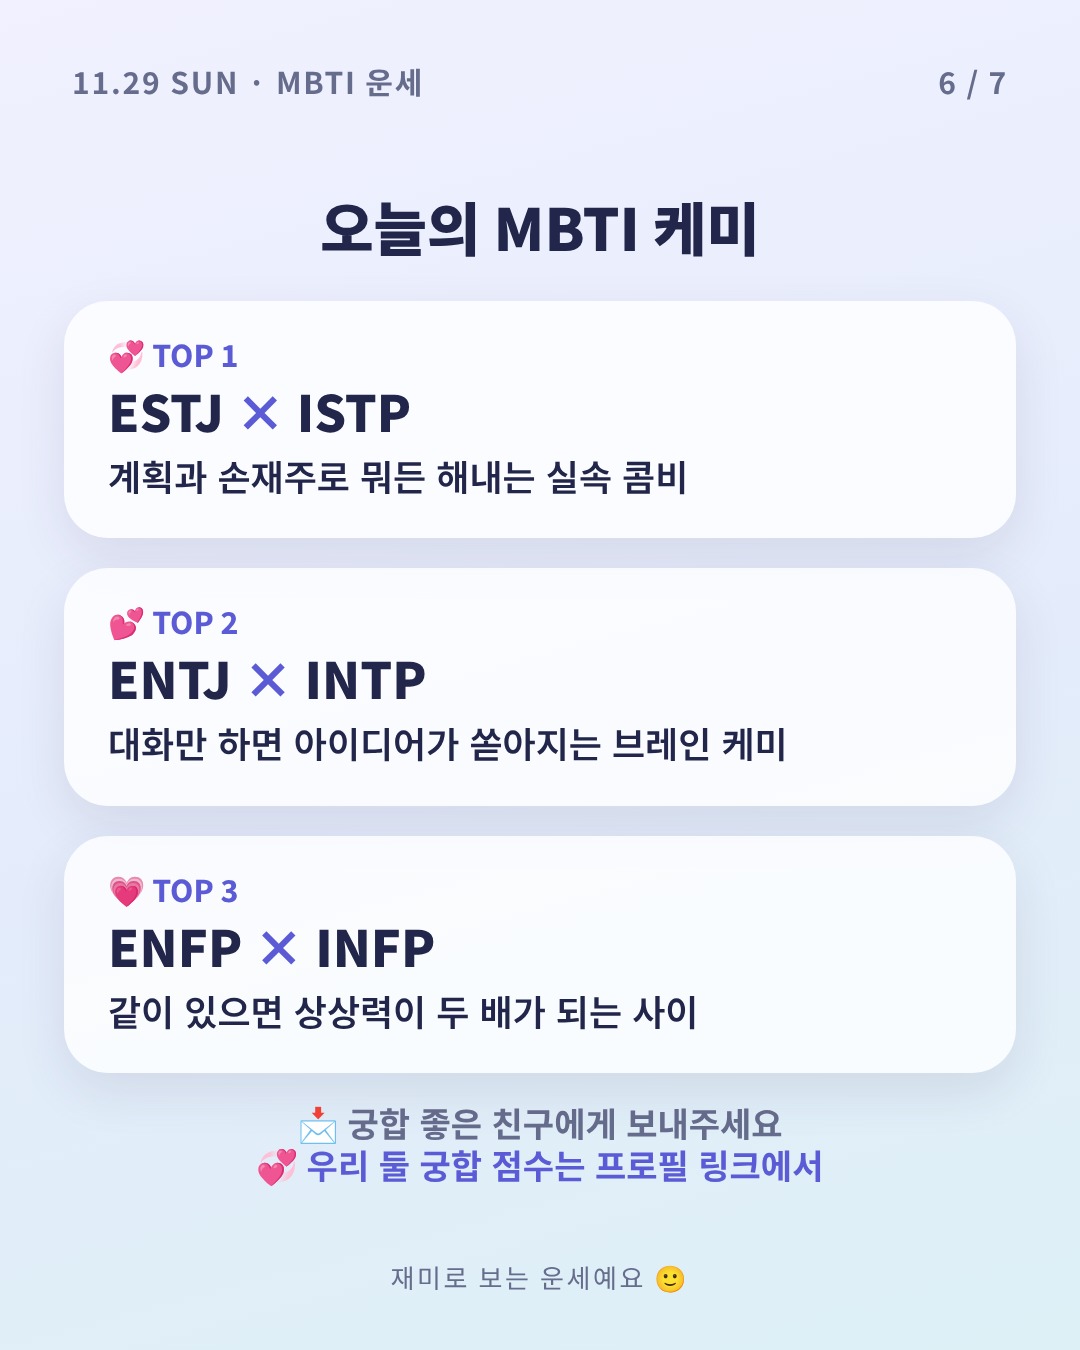 11.29 SUN · MBTI 운세
6 / 7
오늘의 MBTI 케미
💞 TOP 1
ESTJ × ISTP
계획과 손재주로 뭐든 해내는 실속 콤비
💕 TOP 2
ENTJ × INTP
대화만 하면 아이디어가 쏟아지는 브레인 케미
💗 TOP 3
ENFP × INFP
같이 있으면 상상력이 두 배가 되는 사이
📩 궁합 좋은 친구에게 보내주세요
💞 우리 둘 궁합 점수는 프로필 링크에서
재미로 보는 운세예요 🙂